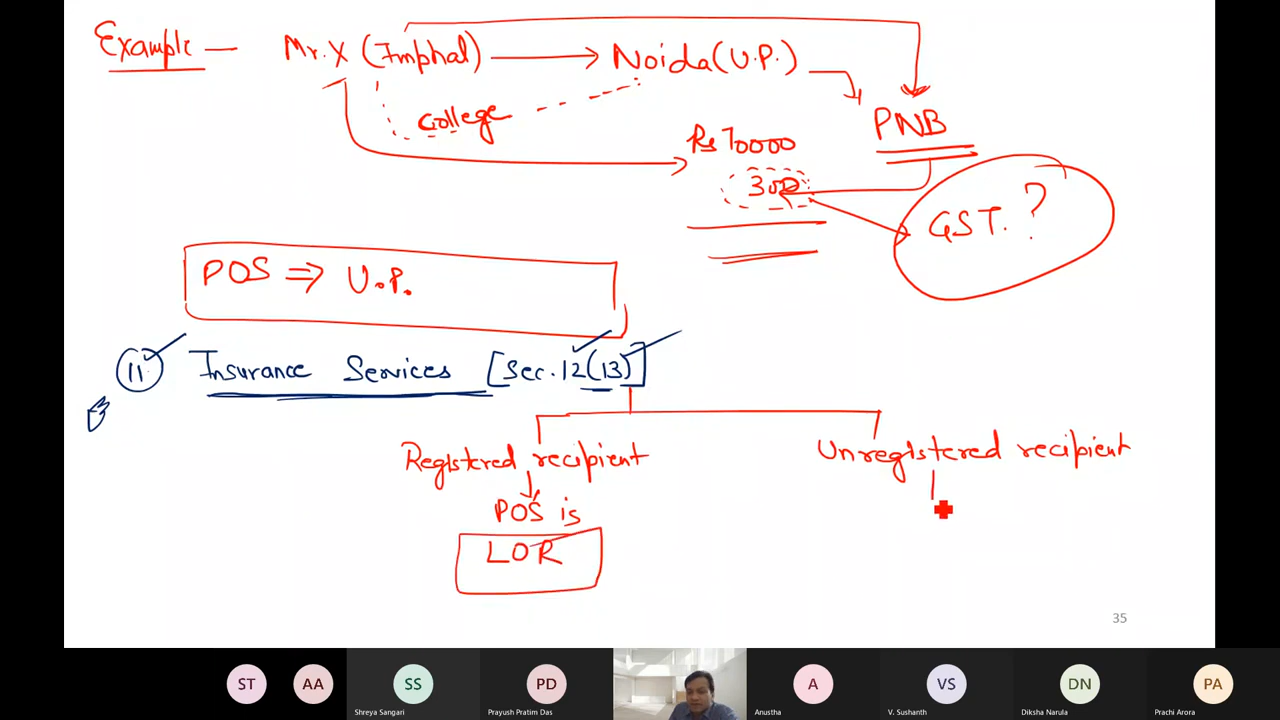 Example — Mr. X (Imphal) → Noida (U.P.)
college
PNB
Rs 70000
300
GST. ?
POS ⇒ U.P.
11 Insurance Services [Sec. 12(13)]
Registered recipient
Unregistered recipient
POS is
LOR
35
ST
AA
SS
PD
A
VS
DN
PA
Shreya Sangari
Prayush Pratim Das
Anustha
V. Sushanth
Diksha Narula
Prachi Arora